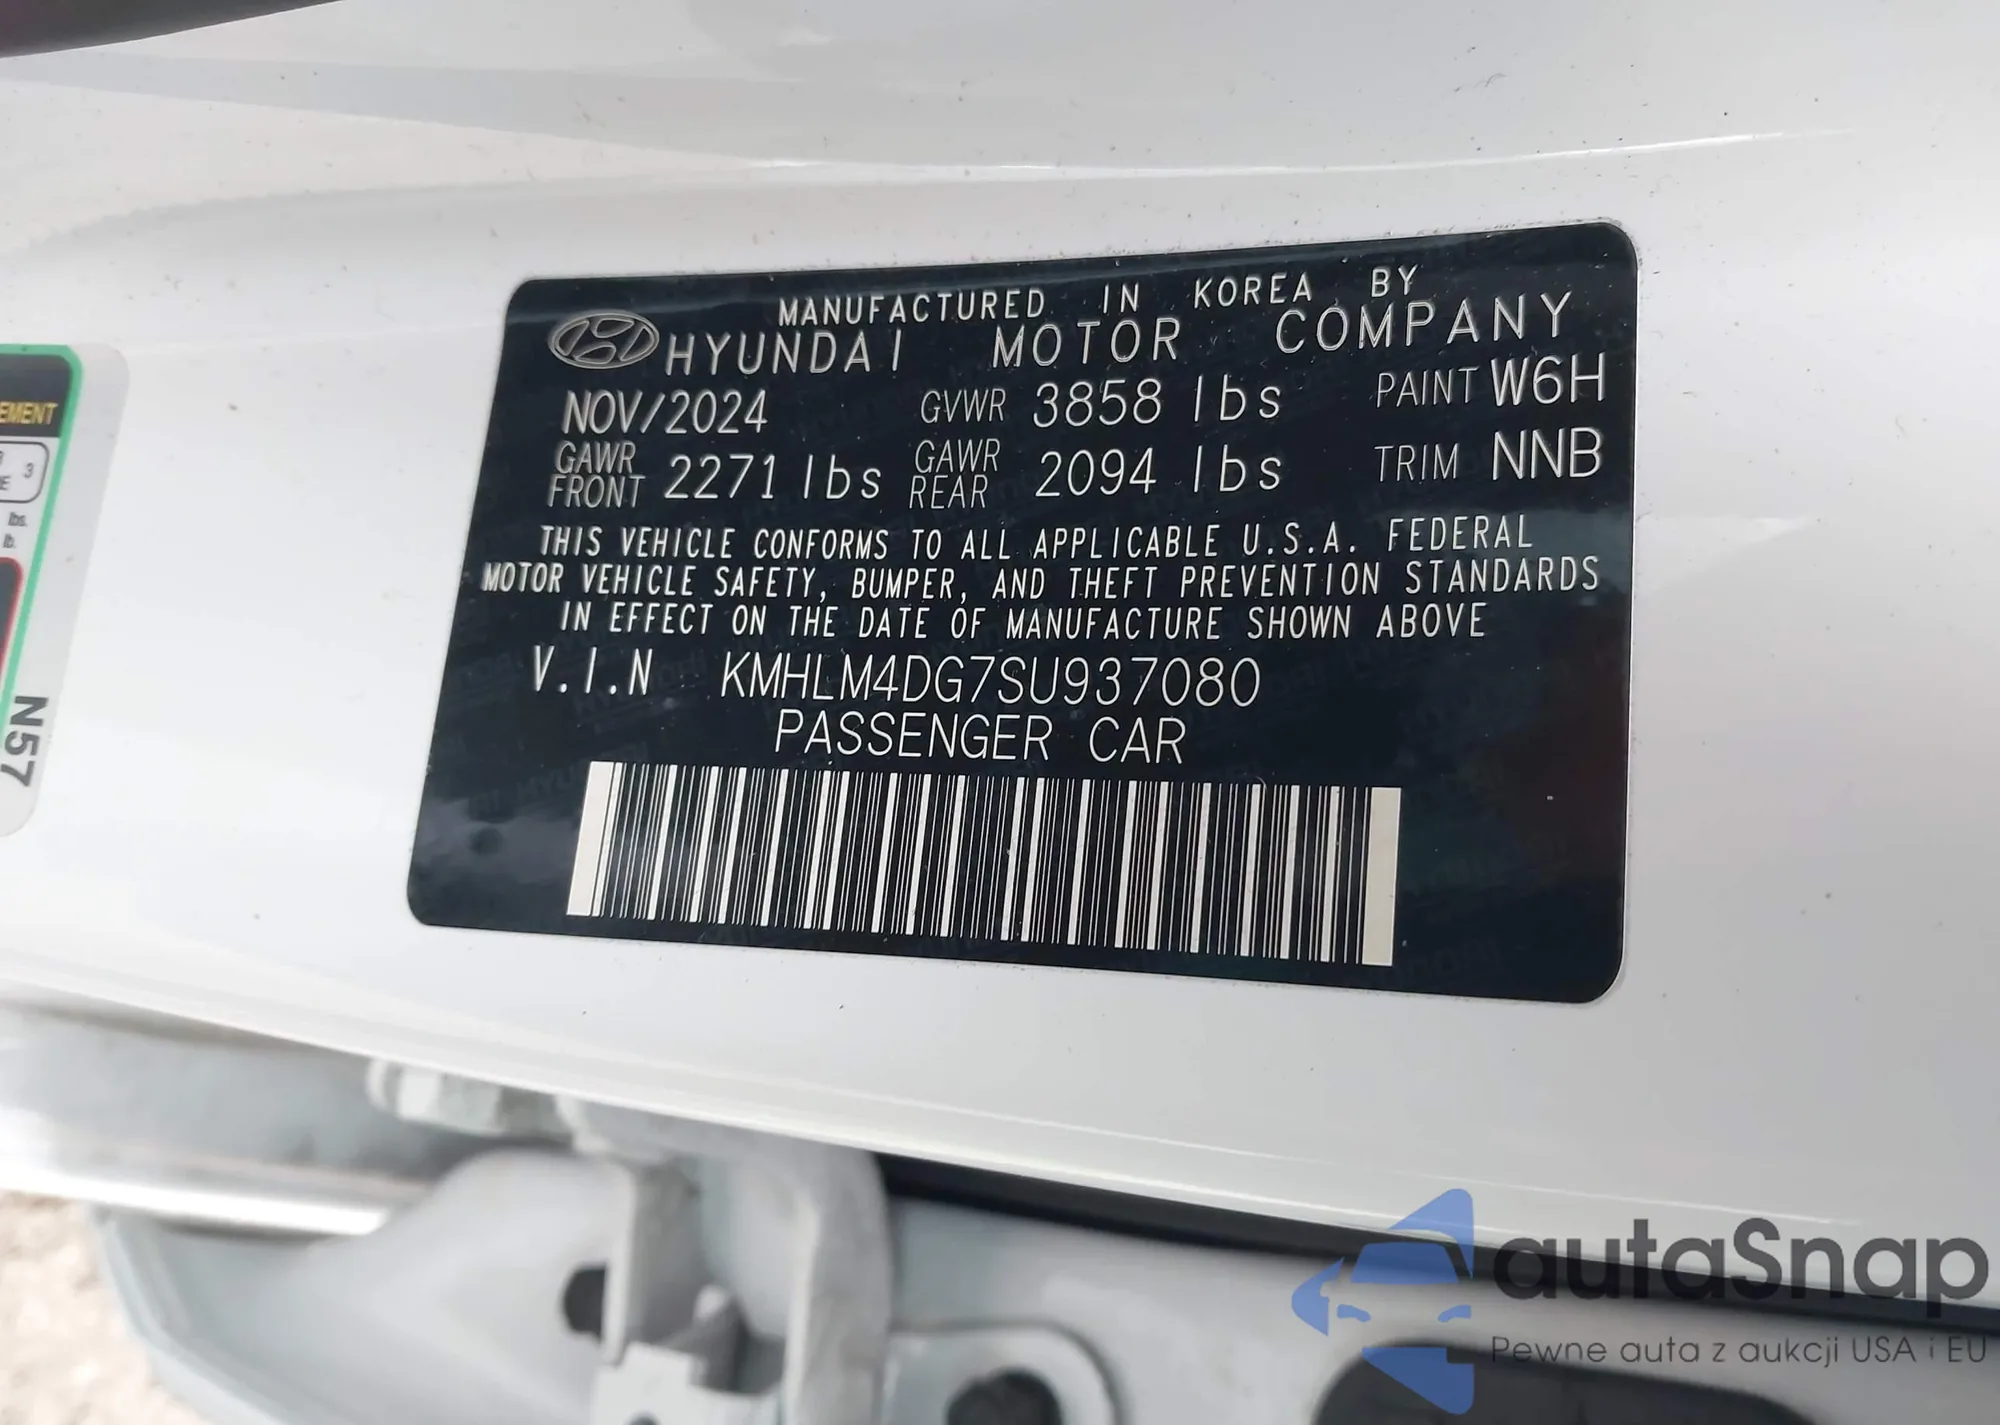 MANUFACTURED IN KOREA BY
HYUNDAI MOTOR COMPANY
NOV/2024 GVWR 3858 lbs PAINT W6H
GAWR FRONT 2271 lbs GAWR REAR 2094 lbs TRIM NNB
THIS VEHICLE CONFORMS TO ALL APPLICABLE U.S.A. FEDERAL
MOTOR VEHICLE SAFETY, BUMPER, AND THEFT PREVENTION STANDARDS
IN EFFECT ON THE DATE OF MANUFACTURE SHOWN ABOVE
V.I.N KMHLM4DG7SU937080
PASSENGER CAR
3
lbs.
lb.
N57
autaSnap
Pewne auta z aukcji USA i EU